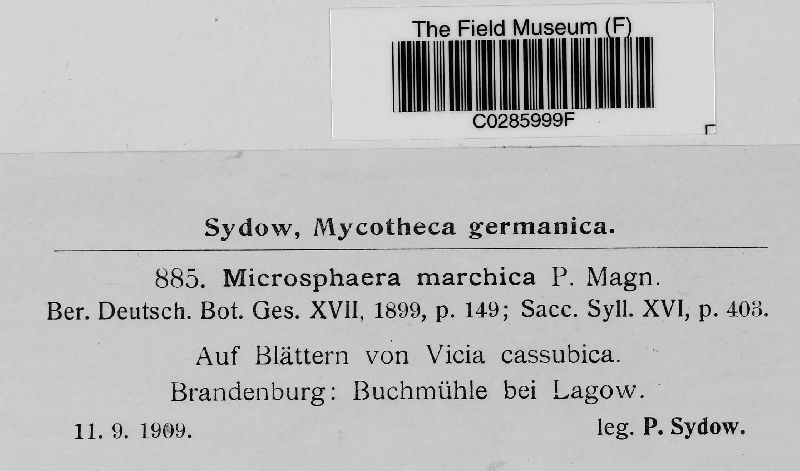 The Field Museum (F)
C0285999F
Sydow, Mycotheca germanica.
885. Microsphaera marchica P. Magn.
Ber. Deutsch. Bot. Ges. XVII, 1899, p. 149; Sacc. Syll. XVI, p. 403.
Auf Blättern von Vicia cassubica.
Brandenburg: Buchmühle bei Lagow.
11. 9. 1909. leg. P. Sydow.